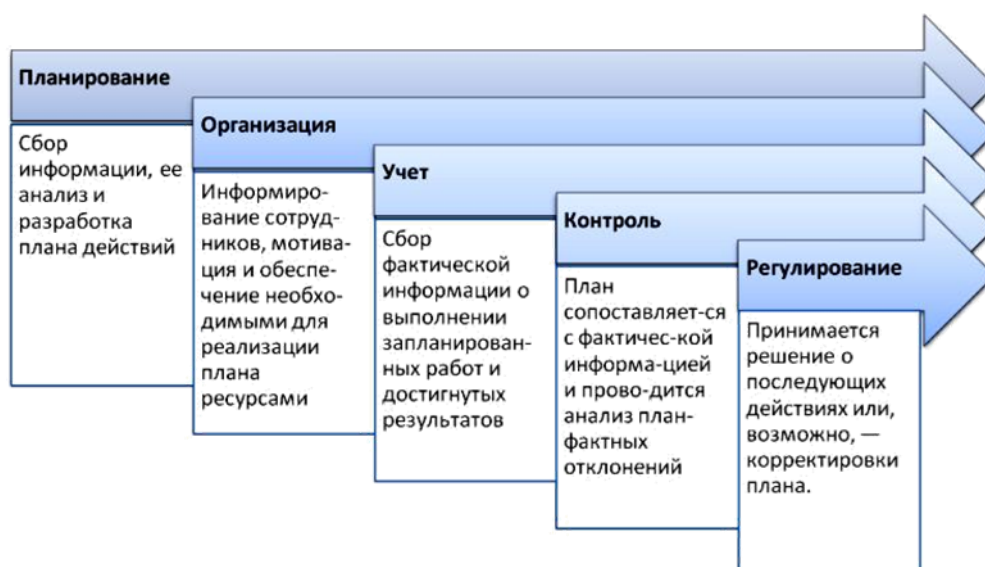 Планирование
Сбор
информации, ее
анализ и
разработка
плана действий
Организация
Информиро-
вание сотруд-
ников, мотива-
ция и обеспе-
чение необхо-
димыми для
реализации
плана
ресурсами
Учет
Сбор
фактической
информации о
выполнении
запланирован-
ных работ и
достигнутых
результатов
Контроль
План
сопоставляет-ся
с фактичес-кой
информа-цией
и прово-дится
анализ план-
фактных
отклонений
Регулирование
Принимается
решение о
последующих
действиях или,
возможно, —
корректировки
плана.